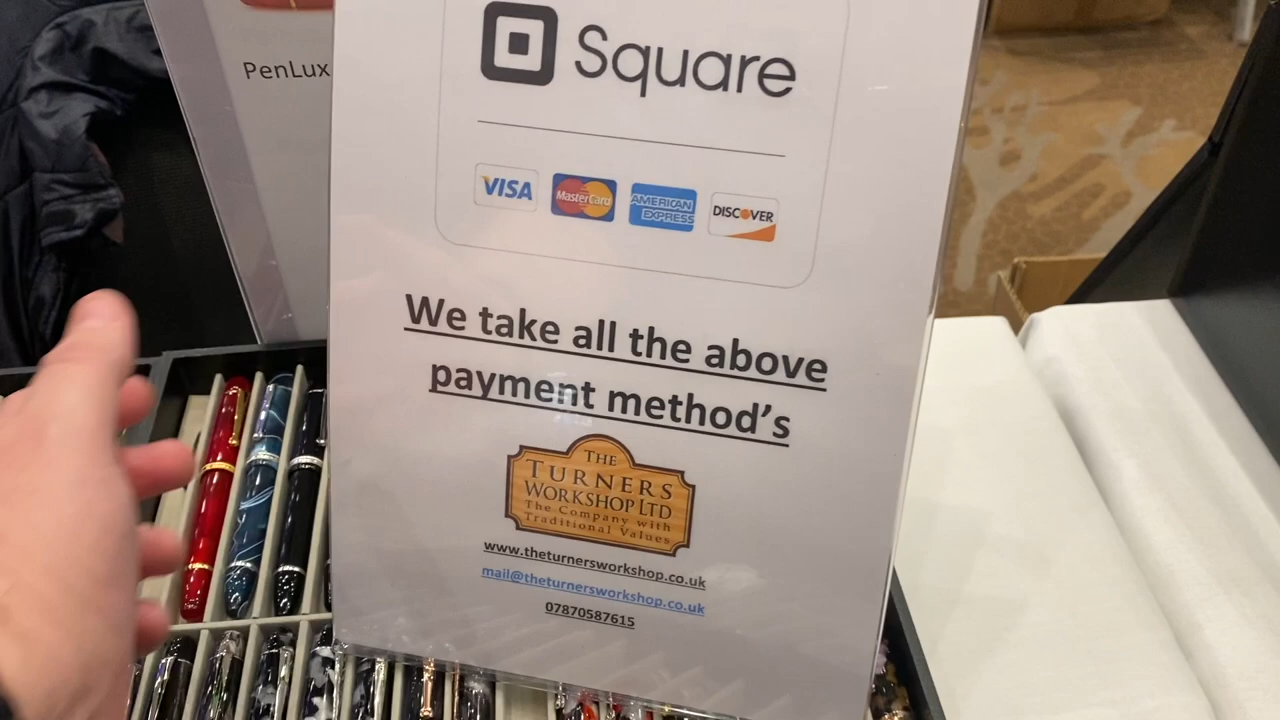 PenLux
Square
VISA
MasterCard
AMERICAN
EXPRESS
DISCOVER
We take all the above
payment method's
THE
TURNERS
WORKSHOP LTD
The Company with
Traditional Values
www.theturnersworkshop.co.uk
mail@theturnersworkshop.co.uk
07870587615